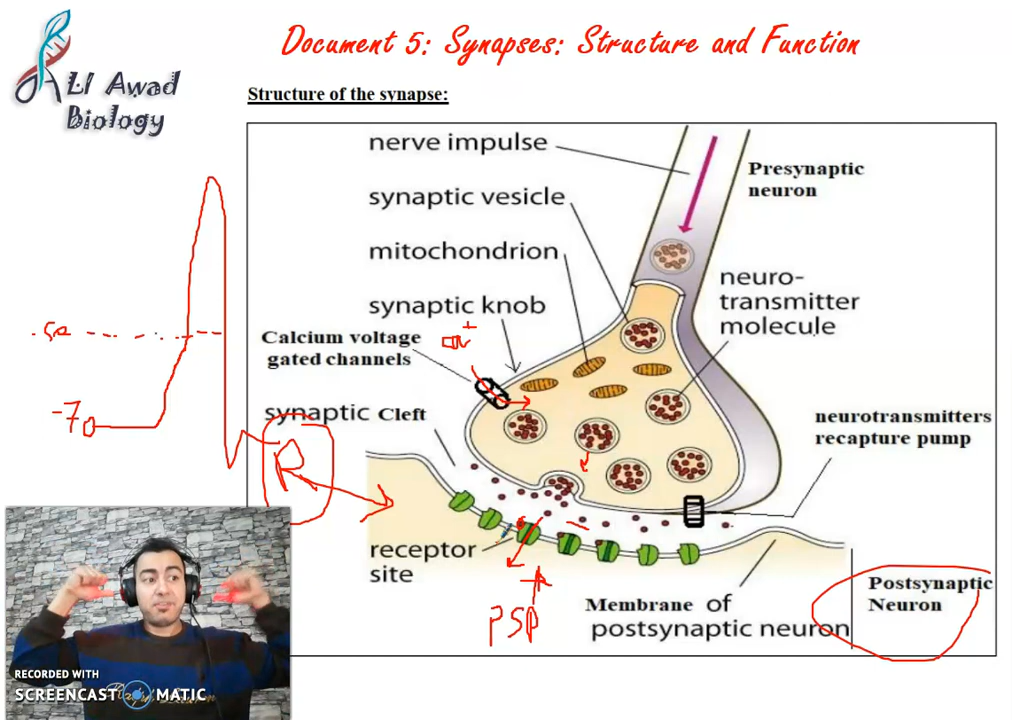 Document 5: Synapses: Structure and Function
ALI Awad
Biology
Structure of the synapse:
nerve impulse
Presynaptic
neuron
synaptic vesicle
mitochondrion
neuro-
transmitter
molecule
synaptic knob
Calcium voltage
gated channels
synaptic Cleft
neurotransmitters
recapture pump
-70
R
receptor
site
PSP
Membrane of
postsynaptic neuron
Postsynaptic
Neuron
RECORDED WITH
SCREENCAST MATIC